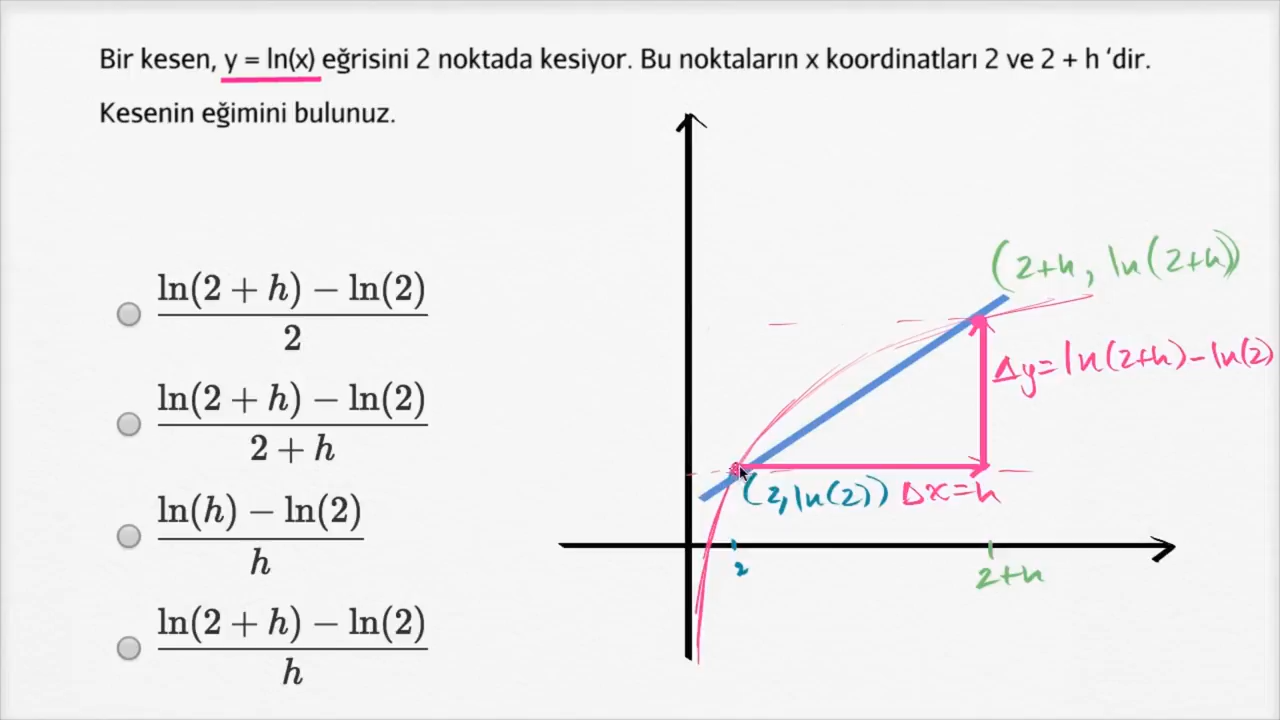 Bir kesen, y = ln(x) eğrisini 2 noktada kesiyor. Bu noktaların x koordinatları 2 ve 2 + h ‘dir.
Kesenin eğimini bulunuz.
ln(2 + h) − ln(2)
2
ln(2 + h) − ln(2)
2 + h
ln(h) − ln(2)
h
ln(2 + h) − ln(2)
h
(2+h, ln(2+h))
Δy=ln(2+h)-ln(2)
(2, ln(2)) Δx=h
2
2+h